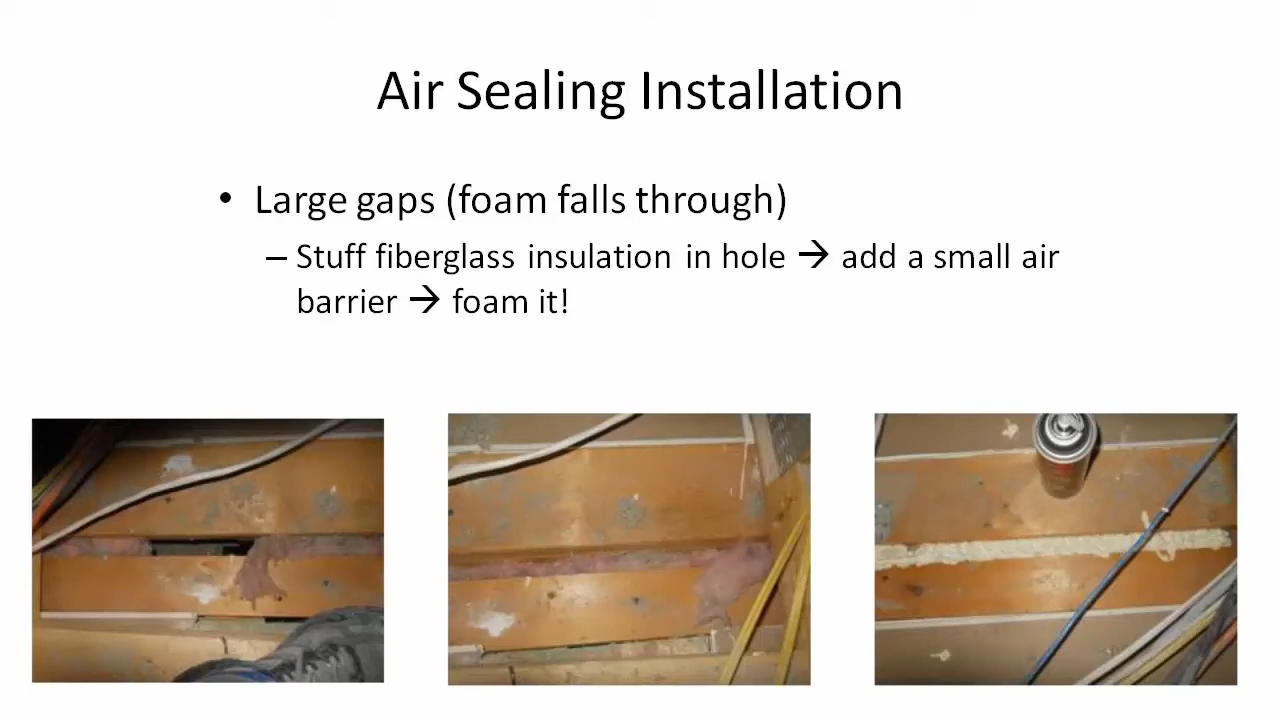 Air Sealing Installation
• Large gaps (foam falls through)
– Stuff fiberglass insulation in hole → add a small air
barrier → foam it!